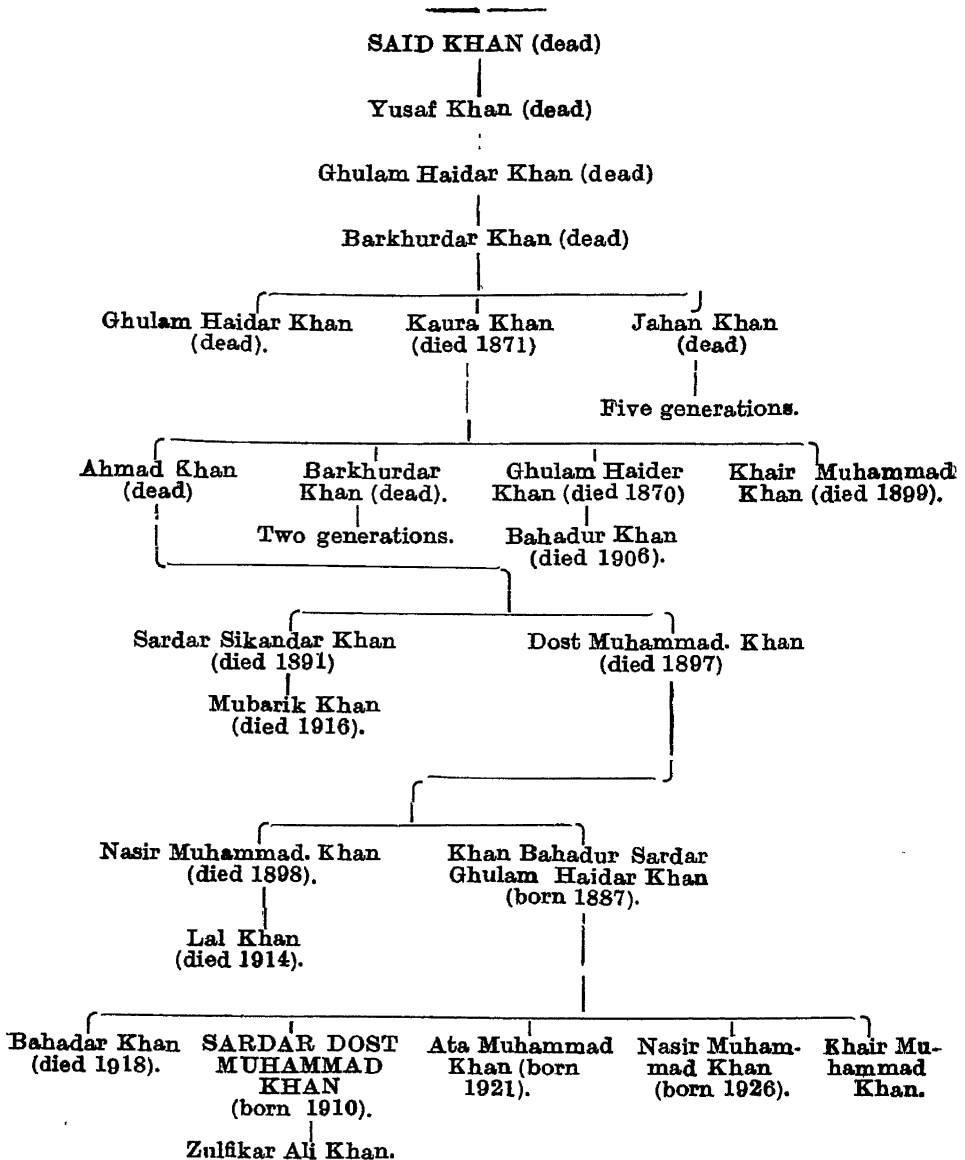 SAID KHAN (dead)
Yusaf Khan (dead)
Ghulam Haidar Khan (dead)
Barkhurdar Khan (dead)
Ghulam Haidar Khan
(dead).
Kaura Khan
(died 1871)
Jahan Khan
(dead)
Five generations.
Ahmad Khan
(dead)
Barkhurdar
Khan (dead).
Ghulam Haider
Khan (died 1870)
Khair Muhammad
Khan (died 1899).
Two generations.
Bahadur Khan
(died 1906).
Sardar Sikandar Khan
(died 1891)
Dost Muhammad. Khan
(died 1897)
Mubarik Khan
(died 1916).
Nasir Muhammad. Khan
(died 1898).
Khan Bahadur Sardar
Ghulam Haidar Khan
(born 1887).
Lal Khan
(died 1914).
Bahadar Khan
(died 1918).
SARDAR DOST
MUHAMMAD
KHAN
(born 1910).
Ata Muhammad
Khan (born
1921).
Nasir Muham-
mad Khan
(born 1926).
Khair Mu-
hammad
Khan.
Zulfikar Ali Khan.